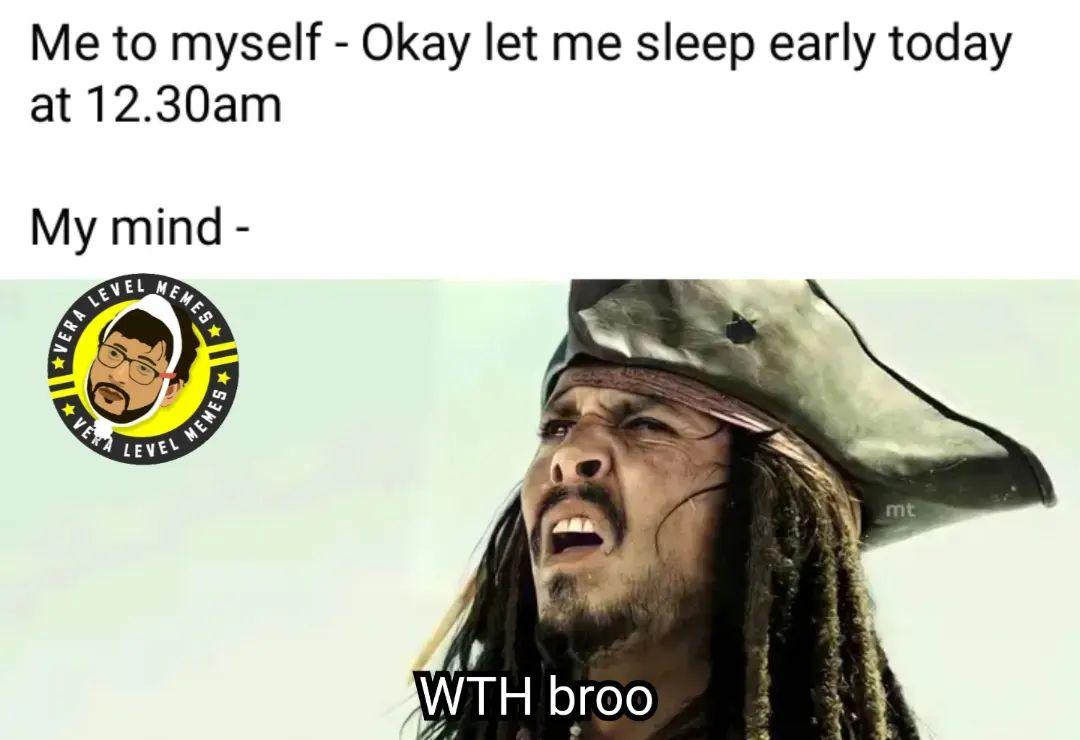 Me to myself - Okay let me sleep early today
at 12.30am
My mind -
VERA LEVEL MEMES
VERA LEVEL MEMES
mt
WTH broo